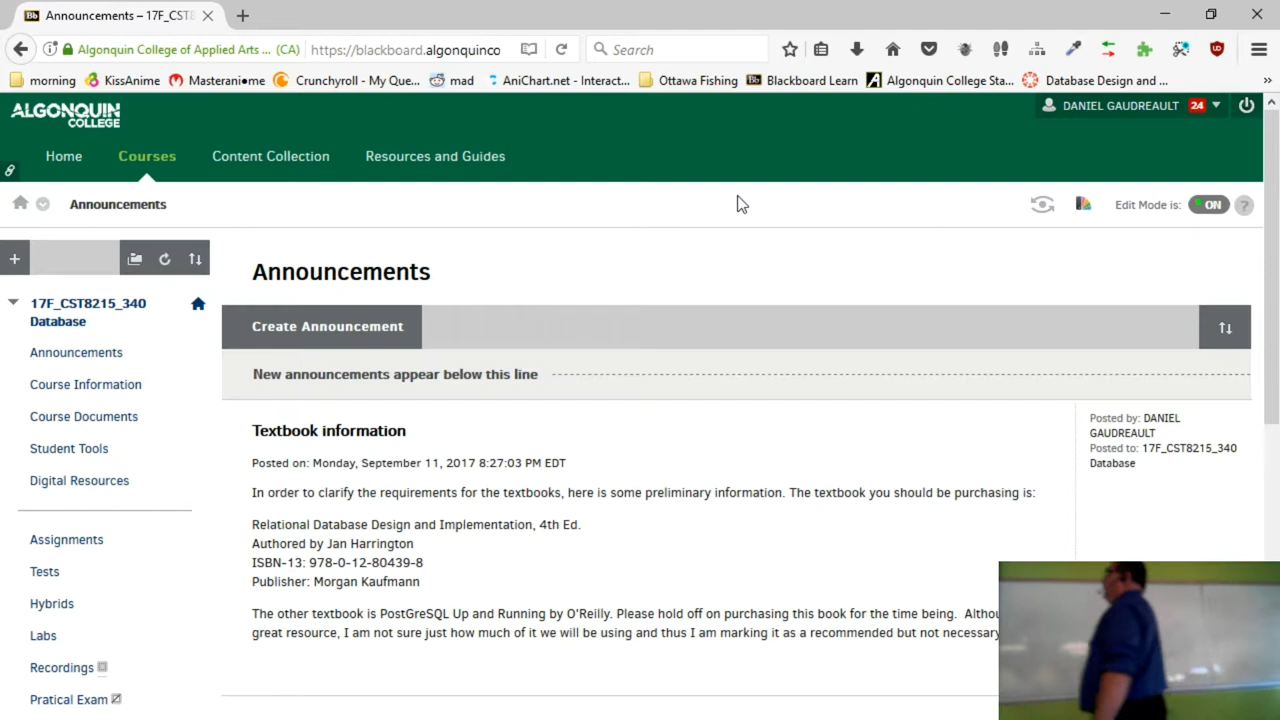 Bb Announcements – 17F_CST8
Algonquin College of Applied Arts ... (CA)
https://blackboard.algonquinco
Search
morning
KissAnime
Masterani●me
Crunchyroll - My Que...
mad
AniChart.net - Interact...
Ottawa Fishing
Bb Blackboard Learn
A Algonquin College Sta...
Database Design and ...
»
ALGONQUIN
COLLEGE
DANIEL GAUDREAULT 24
Home
Courses
Content Collection
Resources and Guides
Announcements
Edit Mode is: ON ?
+
17F_CST8215_340
Database
Announcements
Course Information
Course Documents
Student Tools
Digital Resources
Assignments
Tests
Hybrids
Labs
Recordings
Pratical Exam
Announcements
Create Announcement
New announcements appear below this line
Textbook information
Posted on: Monday, September 11, 2017 8:27:03 PM EDT
In order to clarify the requirements for the textbooks, here is some preliminary information. The textbook you should be purchasing is:
Relational Database Design and Implementation, 4th Ed.
Authored by Jan Harrington
ISBN-13: 978-0-12-80439-8
Publisher: Morgan Kaufmann
The other textbook is PostGreSQL Up and Running by O'Reilly. Please hold off on purchasing this book for the time being. Althou
great resource, I am not sure just how much of it we will be using and thus I am marking it as a recommended but not necessary
Posted by: DANIEL
GAUDREAULT
Posted to: 17F_CST8215_340
Database